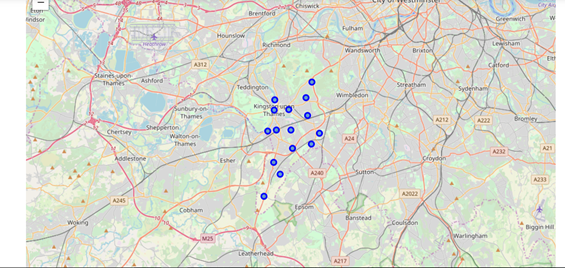 Chiswick
City of Westminster
Brentford
Greenwich
Fulham
Hounslow
Richmond
Wandsworth
Brixton
Lewisham
Catford
A312
Staines-upon-
Thames
Ashford
Teddington
Wimbledon
Streatham
Sydenham
Kingston upon
Thames
Sunbury-on-
Thames
A212
A222
Bromley
Shepperton
Chertsey
Walton-on-
Thames
A24
A232
A21
Addlestone
Esher
Croydon
A240
Sutton
A233
A245
Cobham
Epsom
A2022
Woking
Banstead
Coulsdon
Warlingham
Biggin Hill
M25
Leatherhead
A217